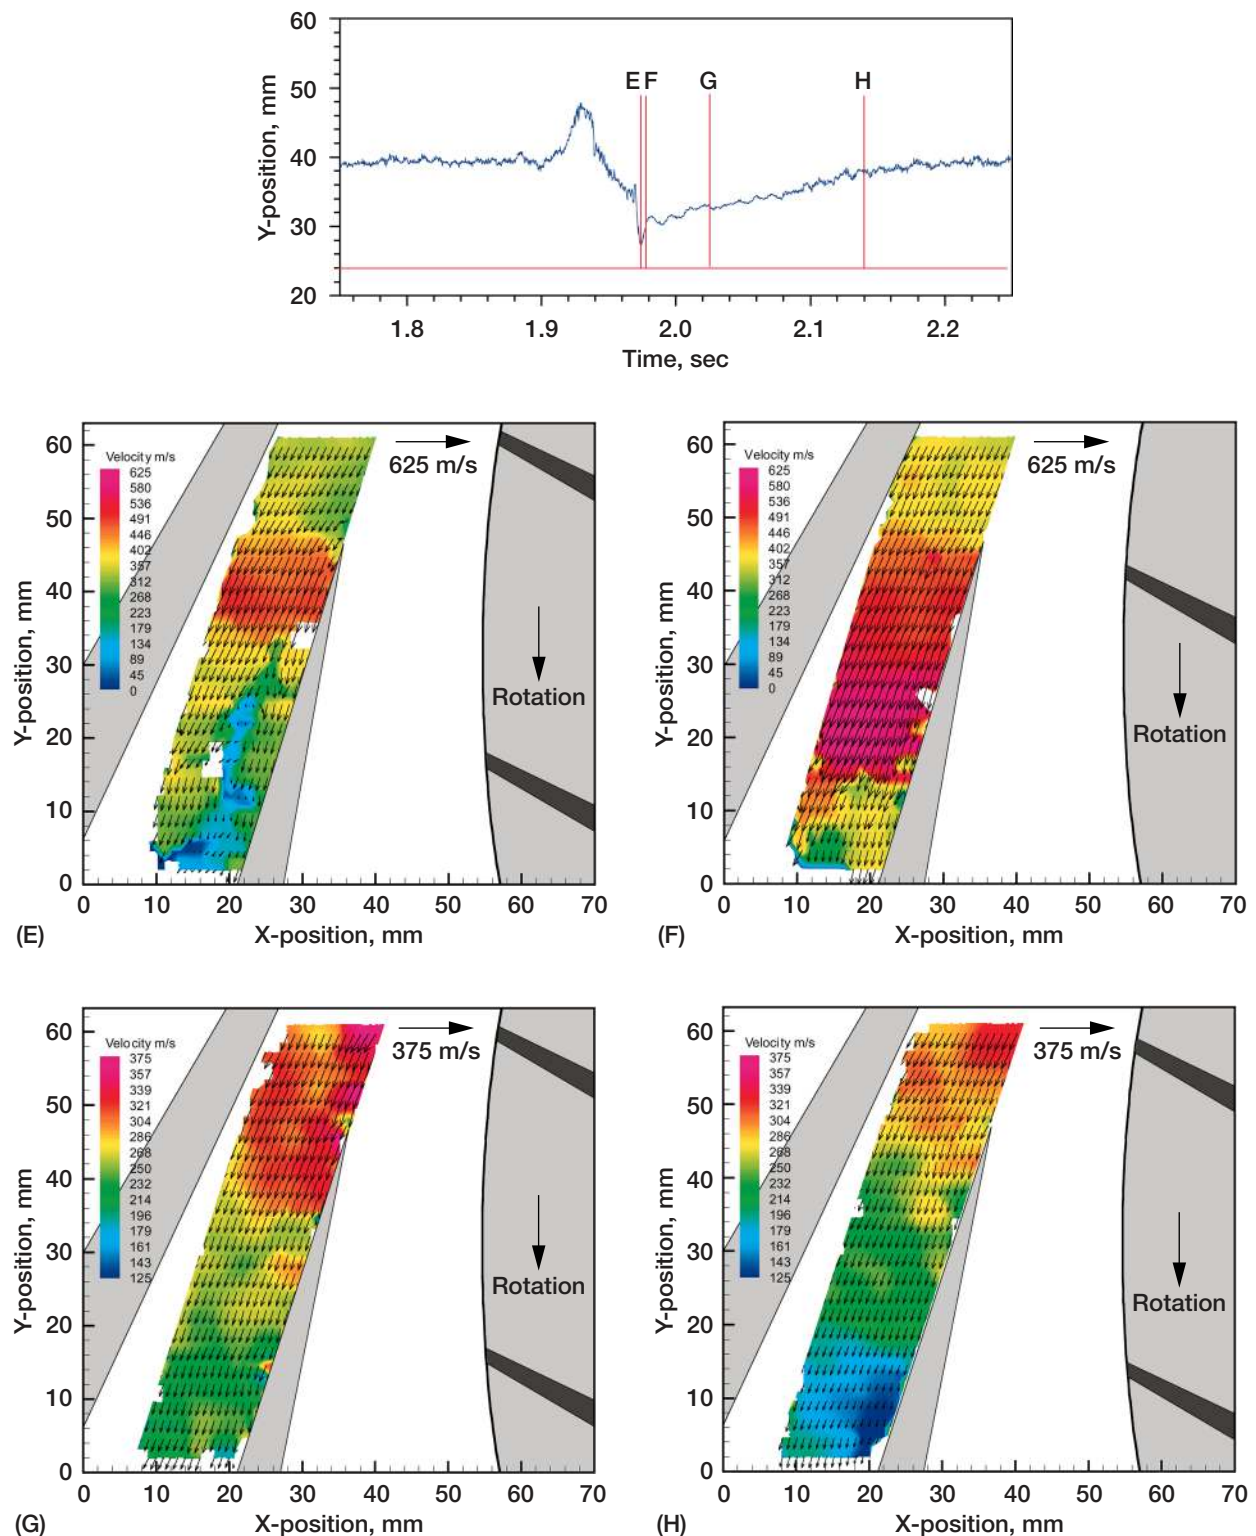 60
50
40
30
20
Y-position, mm
E F G H
1.8 1.9 2.0 2.1 2.2
Time, sec
60
50
40
30
20
10
0
Y-position, mm
Velocity m/s
625
580
536
491
446
402
357
312
268
223
179
134
89
45
0
625 m/s
Rotation
0 10 20 30 40 50 60 70
(E)
X-position, mm
60
50
40
30
20
10
0
Y-position, mm
Velocity m/s
625
580
536
491
446
402
357
312
268
223
179
134
89
45
0
625 m/s
Rotation
0 10 20 30 40 50 60 70
(F)
X-position, mm
60
50
40
30
20
10
0
Y-position, mm
Velocity m/s
375
357
339
321
304
286
268
250
232
214
196
179
161
143
125
375 m/s
Rotation
0 10 20 30 40 50 60 70
(G)
X-position, mm
60
50
40
30
20
10
0
Y-position, mm
Velocity m/s
375
357
339
321
304
286
268
250
232
214
196
179
161
143
125
375 m/s
Rotation
0 10 20 30 40 50 60 70
(H)
X-position, mm